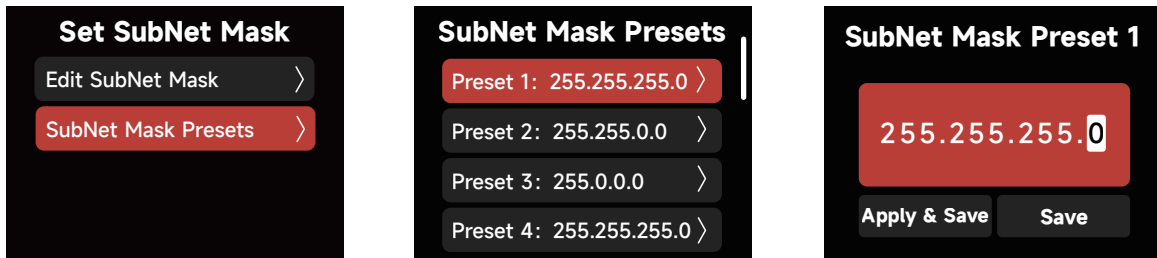 Set SubNet Mask
Edit SubNet Mask
SubNet Mask Presets
SubNet Mask Presets
Preset 1: 255.255.255.0
Preset 2: 255.255.0.0
Preset 3: 255.0.0.0
Preset 4: 255.255.255.0
SubNet Mask Preset 1
255.255.255.0
Apply & Save
Save